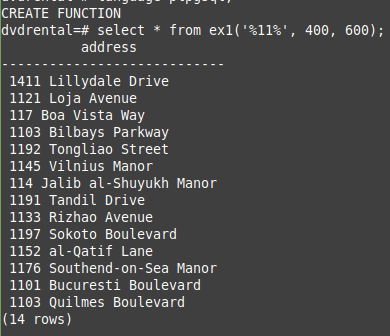 CREATE FUNCTION
dvdrental=# select * from ex1('%11%', 400, 600);
address
----------------------------
1411 Lillydale Drive
1121 Loja Avenue
117 Boa Vista Way
1103 Bilbays Parkway
1192 Tongliao Street
1145 Vilnius Manor
114 Jalib al-Shuyukh Manor
1191 Tandil Drive
1133 Rizhao Avenue
1197 Sokoto Boulevard
1152 al-Qatif Lane
1176 Southend-on-Sea Manor
1101 Bucuresti Boulevard
1103 Quilmes Boulevard
(14 rows)